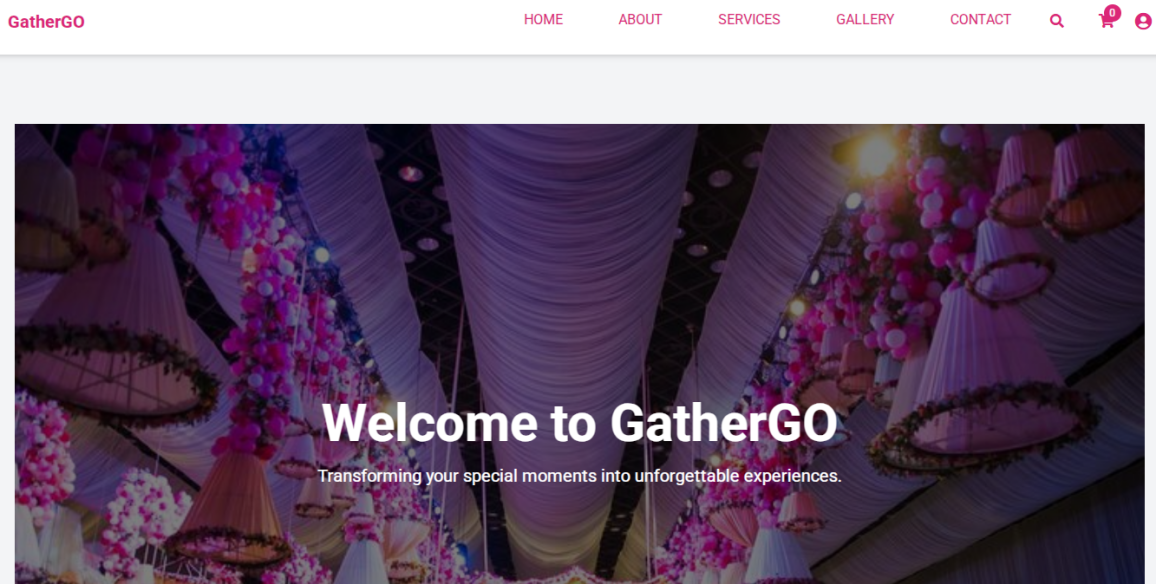 GatherGO
HOME ABOUT SERVICES GALLERY CONTACT 0
Welcome to GatherGO
Transforming your special moments into unforgettable experiences.